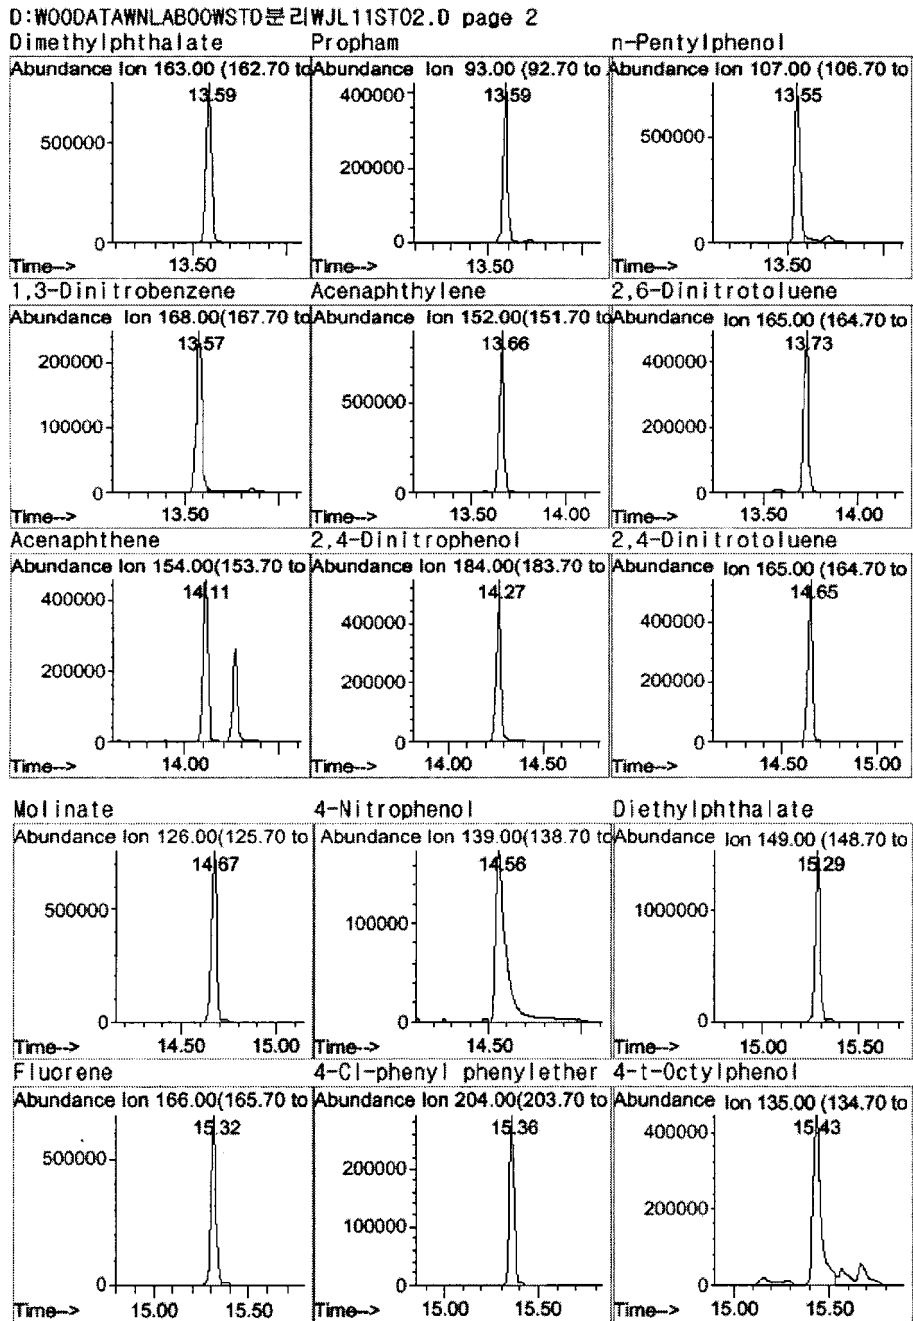 D:WOODATAWNLABOOWSTD분리WJL11ST02.D page 2
Dimethylphthalate Propham n-Pentylphenol
Abundance Ion 163.00 (162.70 to Abundance Ion 93.00 (92.70 to Abundance Ion 107.00 (106.70 to
13.59 13.59 13.55
500000 400000 500000
200000
0 0 0
Time--> 13.50 Time--> 13.50 Time--> 13.50
1,3-Dinitrobenzene Acenaphthylene 2,6-Dinitrotoluene
Abundance Ion 168.00(167.70 to Abundance Ion 152.00(151.70 to Abundance Ion 165.00 (164.70 to
13.57 13.66 13.73
200000 500000 400000
100000 200000
0 0 0
Time--> 13.50 Time--> 13.50 14.00 Time--> 13.50 14.00
Acenaphthene 2,4-Dinitrophenol 2,4-Dinitrotoluene
Abundance Ion 154.00(153.70 to Abundance Ion 184.00(183.70 to Abundance Ion 165.00 (164.70 to
14.11 14.27 14.65
400000 400000 400000
200000 200000 200000
0 0 0
Time--> 14.00 Time--> 14.00 14.50 Time--> 14.50 15.00
Molinate 4-Nitrophenol Diethylphthalate
Abundance Ion 126.00(125.70 to Abundance Ion 139.00(138.70 to Abundance Ion 149.00 (148.70 to
14.67 14.56 15.29
500000 100000 1000000
0 0 0
Time--> 14.50 15.00 Time--> 14.50 Time--> 15.00 15.50
Fluorene 4-Cl-phenyl phenylether 4-t-Octylphenol
Abundance Ion 166.00(165.70 to Abundance Ion 204.00(203.70 to Abundance Ion 135.00 (134.70 to
15.32 15.36 15.43
500000 200000 400000
100000 200000
0 0 0
Time--> 15.00 15.50 Time--> 15.00 15.50 Time--> 15.00 15.50